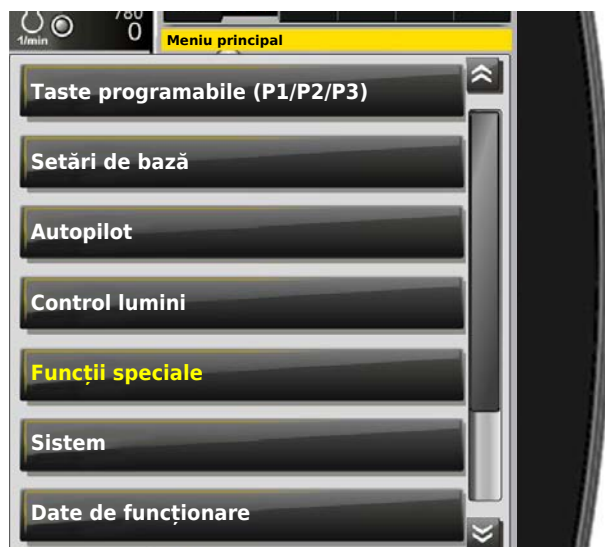 780
1/min 0
Meniu principal
Taste programabile (P1/P2/P3)
Setări de bază
Autopilot
Control lumini
Funcții speciale
Sistem
Date de funcționare